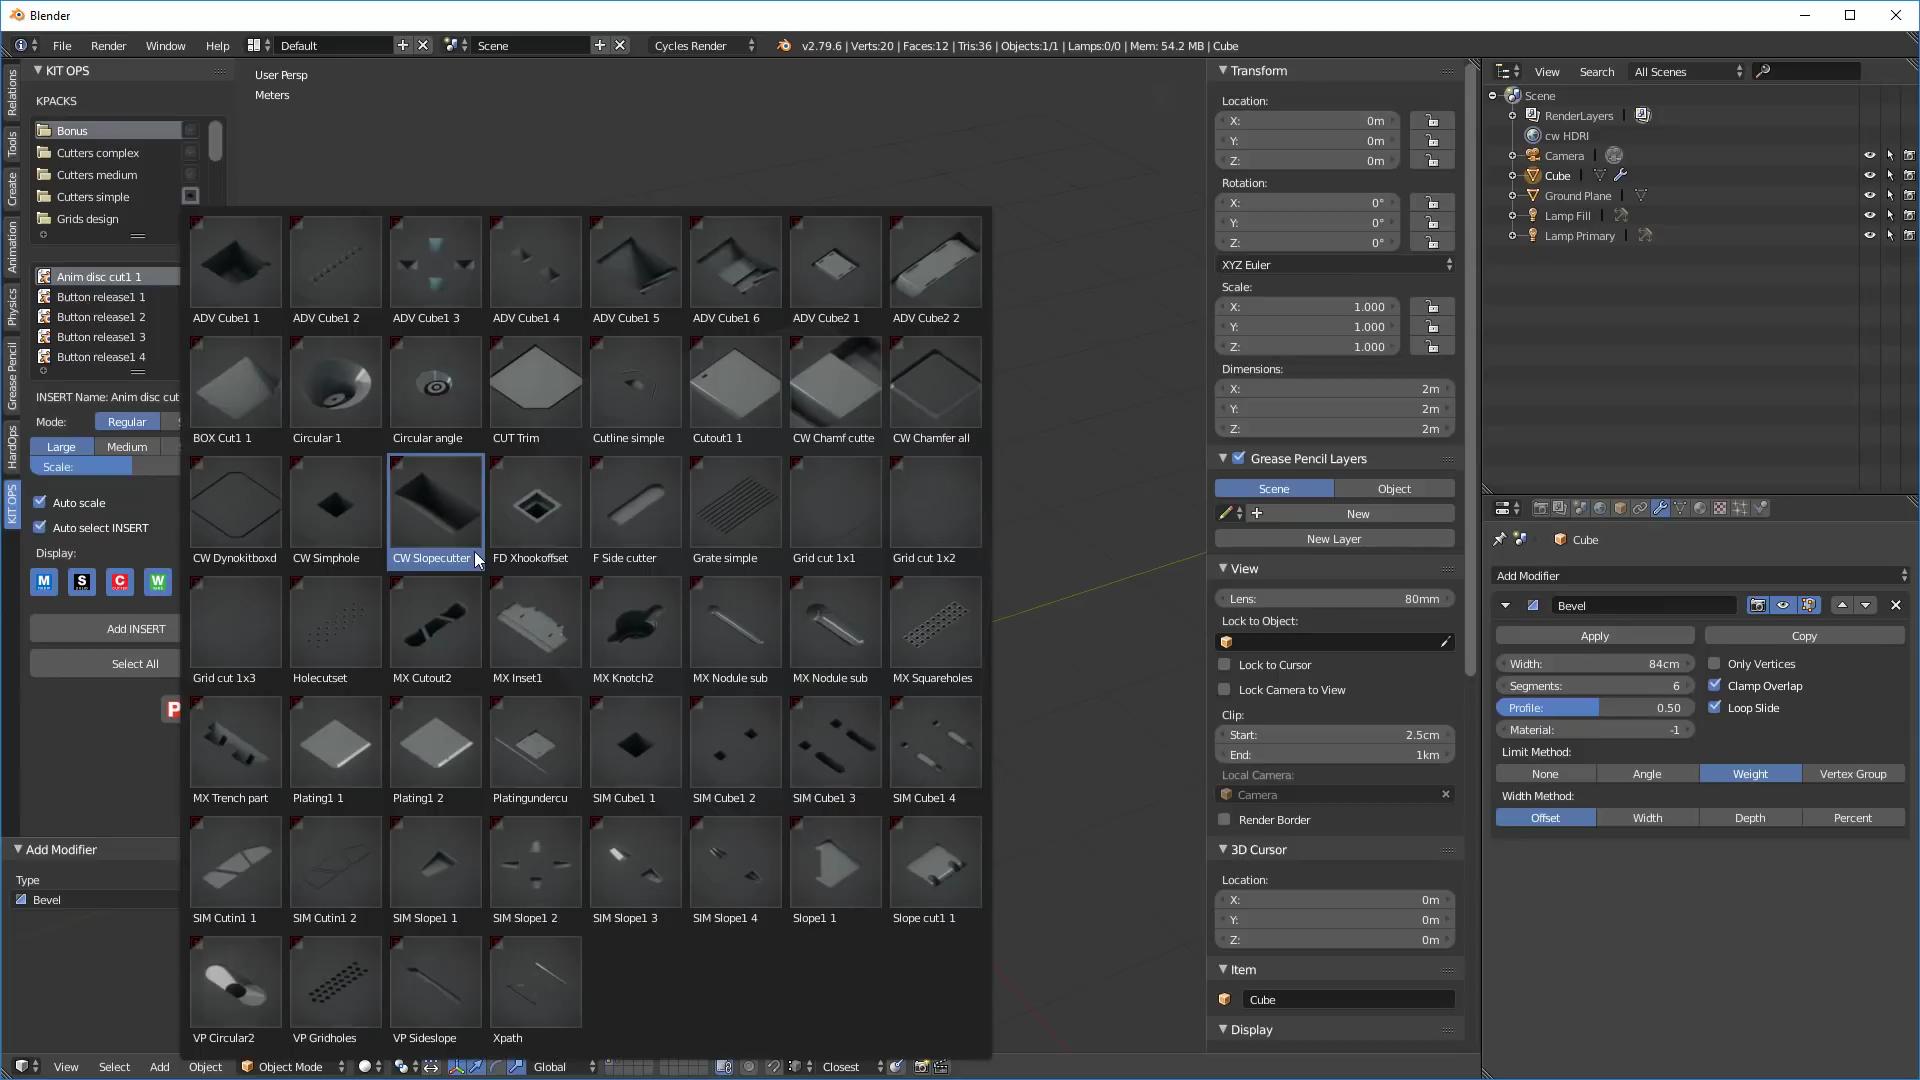 Blender
File Render Window Help Default Scene Cycles Render v2.79.6 | Verts:20 | Faces:12 | Tris:36 | Objects:1/1 | Lamps:0/0 | Mem: 54.2 MB | Cube
Relations
Tools
Create
Animation
Physics
Grease Pencil
HardOps
KIT OPS
KIT OPS
KPACKS
Bonus
Cutters complex
Cutters medium
Cutters simple
Grids design
Anim disc cut1 1
Button release1 1
Button release1 2
Button release1 3
Button release1 4
INSERT Name: Anim disc cut
Mode: Regular
Large Medium
Scale:
Auto scale
Auto select INSERT
Display:
M S C W
Add INSERT
Select All
P
Add Modifier
Type
Bevel
User Persp
Meters
ADV Cube1 1 ADV Cube1 2 ADV Cube1 3 ADV Cube1 4 ADV Cube1 5 ADV Cube1 6 ADV Cube2 1 ADV Cube2 2
BOX Cut1 1 Circular 1 Circular angle CUT Trim Cutline simple Cutout1 1 CW Chamf cutte CW Chamfer all
CW Dynokitboxd CW Simphole CW Slopecutter FD Xhookoffset F Side cutter Grate simple Grid cut 1x1 Grid cut 1x2
Grid cut 1x3 Holecutset MX Cutout2 MX Inset1 MX Knotch2 MX Nodule sub MX Nodule sub MX Squareholes
MX Trench part Plating1 1 Plating1 2 Platingundercu SIM Cube1 1 SIM Cube1 2 SIM Cube1 3 SIM Cube1 4
SIM Cutin1 1 SIM Cutin1 2 SIM Slope1 1 SIM Slope1 2 SIM Slope1 3 SIM Slope1 4 Slope1 1 Slope cut1 1
VP Circular2 VP Gridholes VP Sideslope Xpath
View Select Add Object Object Mode Global Closest
Transform
Location:
X: 0m
Y: 0m
Z: 0m
Rotation:
X: 0°
Y: 0°
Z: 0°
XYZ Euler
Scale:
X: 1.000
Y: 1.000
Z: 1.000
Dimensions:
X: 2m
Y: 2m
Z: 2m
Grease Pencil Layers
Scene Object
New
New Layer
View
Lens: 80mm
Lock to Object:
Lock to Cursor
Lock Camera to View
Clip:
Start: 2.5cm
End: 1km
Local Camera:
Camera
Render Border
3D Cursor
Location:
X: 0m
Y: 0m
Z: 0m
Item
Cube
Display
View Search All Scenes
Scene
RenderLayers
cw HDRI
Camera
Cube
Ground Plane
Lamp Fill
Lamp Primary
Cube
Add Modifier
Bevel
Apply Copy
Width: 84cm Only Vertices
Segments: 6 Clamp Overlap
Profile: 0.50 Loop Slide
Material: -1
Limit Method:
None Angle Weight Vertex Group
Width Method:
Offset Width Depth Percent